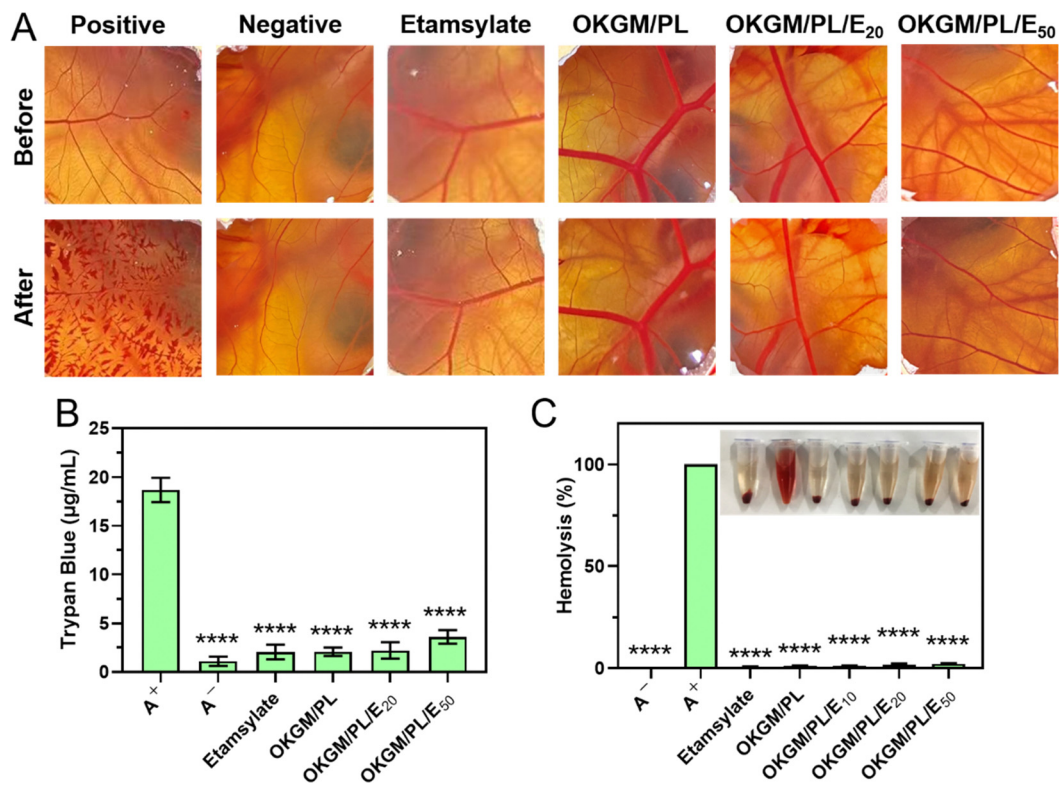 A
Positive Negative Etamsylate OKGM/PL OKGM/PL/E20 OKGM/PL/E50
Before
After
B
Trypan Blue (μg/mL)
25
20
15
10
5
0
**** **** **** **** ****
A+ A− Etamsylate OKGM/PL OKGM/PL/E20 OKGM/PL/E50
C
Hemolysis (%)
100
50
0
**** **** **** **** **** ****
A− A+ Etamsylate OKGM/PL OKGM/PL/E10 OKGM/PL/E20 OKGM/PL/E50